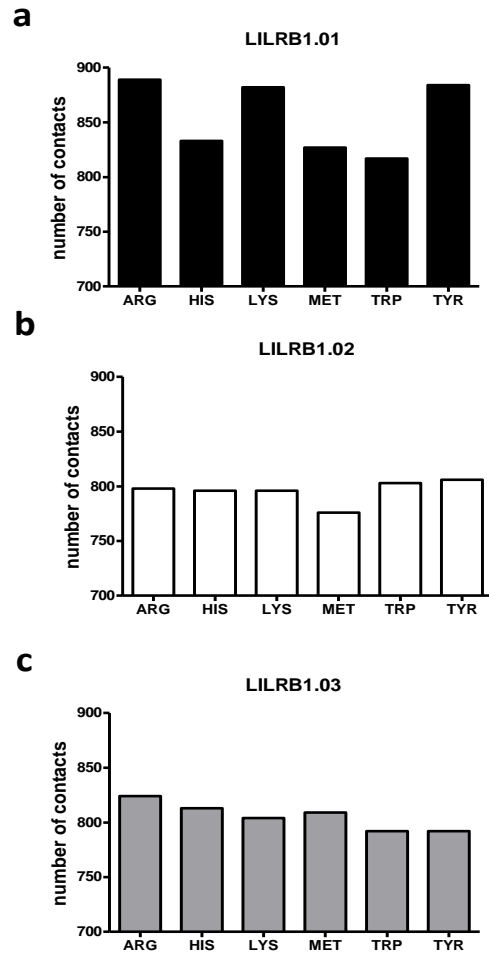 a
LILRB1.01
number of contacts
900
850
800
750
700
ARG HIS LYS MET TRP TYR
b
LILRB1.02
number of contacts
900
850
800
750
700
ARG HIS LYS MET TRP TYR
c
LILRB1.03
number of contacts
900
850
800
750
700
ARG HIS LYS MET TRP TYR